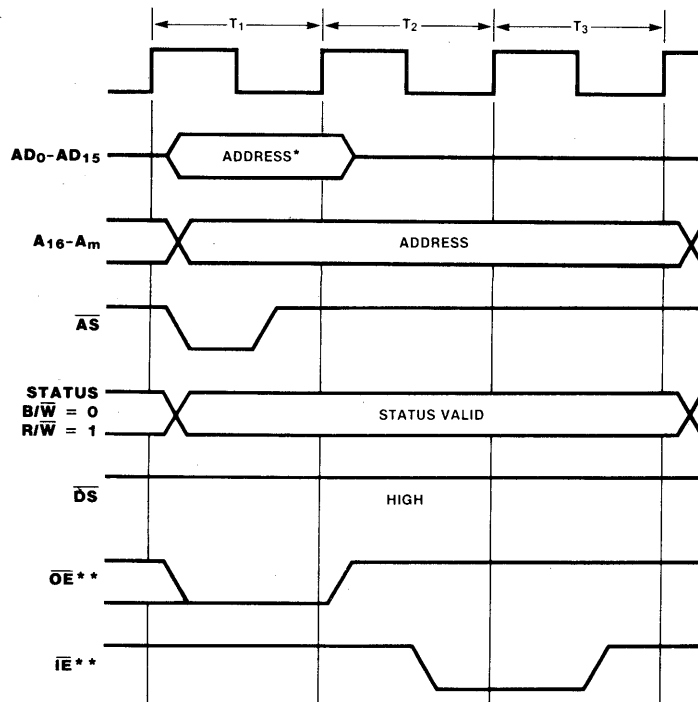 T1 T2 T3
AD0-AD15 ADDRESS*
A16-Am ADDRESS
AS
STATUS
B/W = 0 STATUS VALID
R/W = 1
DS HIGH
OE**
IE**